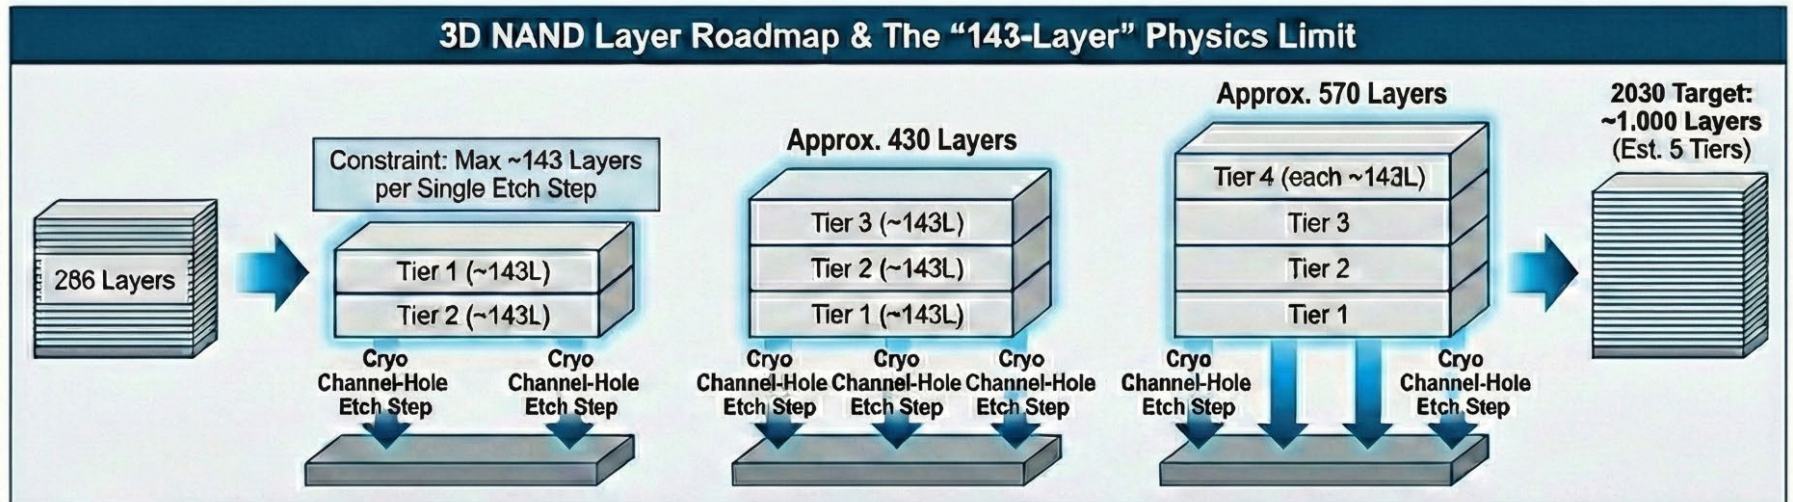 3D NAND Layer Roadmap & The “143-Layer” Physics Limit
286 Layers
Constraint: Max ~143 Layers
per Single Etch Step
Tier 1 (~143L)
Tier 2 (~143L)
Cryo
Channel-Hole
Etch Step
Cryo
Channel-Hole
Etch Step
Approx. 430 Layers
Tier 3 (~143L)
Tier 2 (~143L)
Tier 1 (~143L)
Cryo
Channel-Hole
Etch Step
Cryo
Channel-Hole
Etch Step
Cryo
Channel-Hole
Etch Step
Approx. 570 Layers
Tier 4 (each ~143L)
Tier 3
Tier 2
Tier 1
Cryo
Channel-Hole
Etch Step
Cryo
Channel-Hole
Etch Step
2030 Target:
~1.000 Layers
(Est. 5 Tiers)